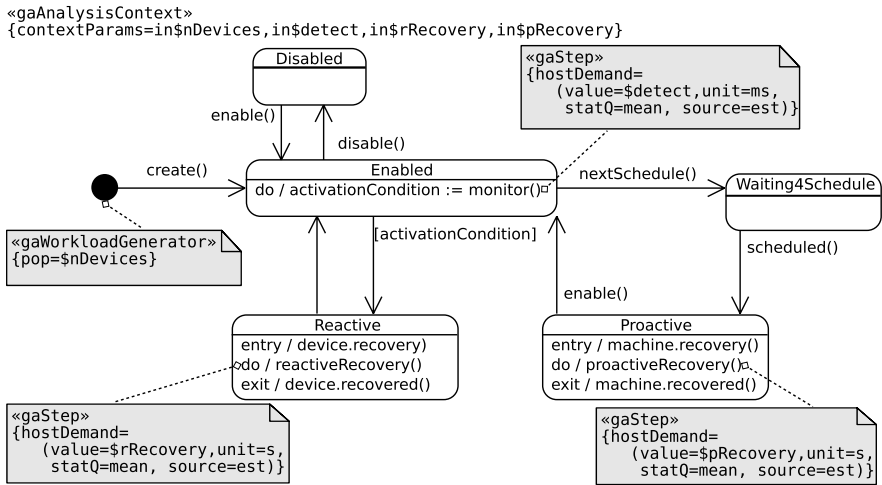 «gaAnalysisContext»
{contextParams=in$nDevices,in$detect,in$rRecovery,in$pRecovery}
Disabled
«gaStep»
{hostDemand=
(value=$detect,unit=ms,
statQ=mean, source=est)}
enable()
disable()
create()
Enabled
do / activationCondition := monitor()
nextSchedule()
Waiting4Schedule
«gaWorkloadGenerator»
{pop=$nDevices}
[activationCondition]
scheduled()
enable()
Reactive
entry / device.recovery)
do / reactiveRecovery()
exit / device.recovered()
Proactive
entry / machine.recovery()
do / proactiveRecovery()
exit / machine.recovered()
«gaStep»
{hostDemand=
(value=$rRecovery,unit=s,
statQ=mean, source=est)}
«gaStep»
{hostDemand=
(value=$pRecovery,unit=s,
statQ=mean, source=est)}